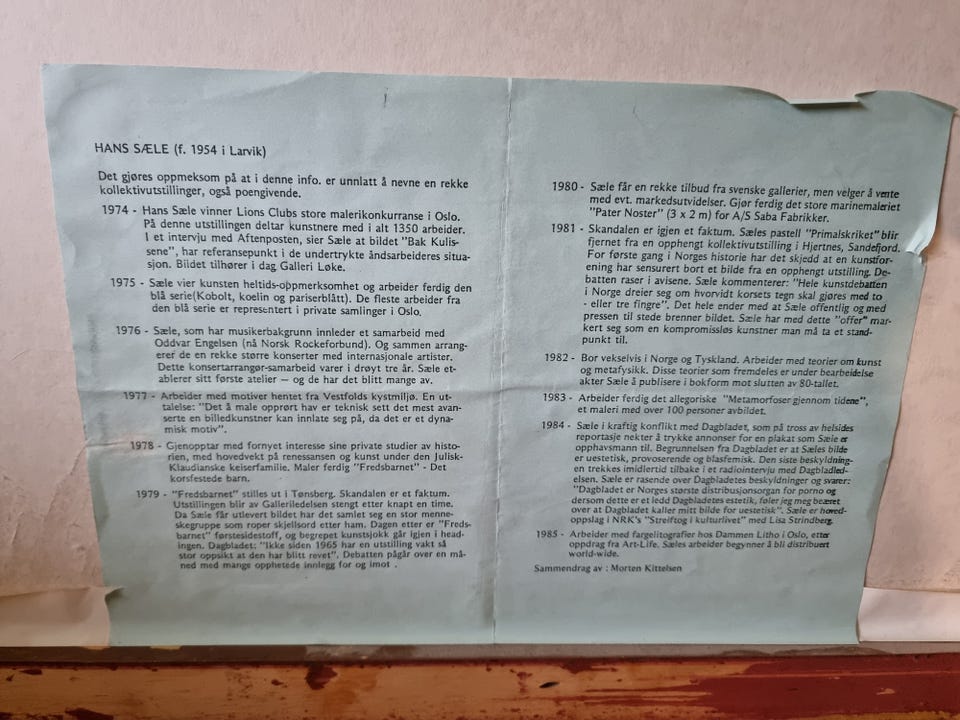 HANS SÆLE (f. 1954 i Larvik)
Det gjøres oppmeksom på at i denne info. er unnlatt å nevne en rekke
kollektivutstillinger, også poengivende.
1974 - Hans Sæle vinner Lions Clubs store malerikonkurranse i Oslo.
På denne utstillingen deltar kunstnere med i alt 1350 arbeider.
I et intervju med Aftenposten, sier Sæle at bildet "Bak Kulis-
sene", har referansepunkt i de undertrykte åndsarbeideres situa-
sjon. Bildet tilhører i dag Galleri Løke.
1975 - Sæle vier kunsten heltids-oppmerksomhet og arbeider ferdig den
blå serie(Kobolt, koelin og pariserblått). De fleste arbeider fra
den blå serie er representert i private samlinger i Oslo.
1976 - Sæle, som har musikerbakgrunn innleder et samarbeid med
Oddvar Engelsen (nå Norsk Rockeforbund). Og sammen arrang-
erer de en rekke større konserter med internasjonale artister.
Dette konsertarrangør-samarbeid varer i drøyt tre år. Sæle et-
ablerer sitt første atelier — og de har det blitt mange av.
1977 - Arbeider med motiver hentet fra Vestfolds kystmiljø. En ut-
talelse: "Det å male opprørt hav er teknisk sett det mest avan-
serte en billedkunstner kan innlate seg på, da det er et dyna-
misk motiv".
1978 - Gjenopptar med fornyet interesse sine private studier av histo-
rien, med hovedvekt på renessansen og kunst under den Julisk-
Klaudianske keiserfamilie. Maler ferdig "Fredsbarnet" - Det
korsfestede barn.
1979 - "Fredsbarnet" stilles ut i Tønsberg. Skandalen er et faktum.
Utstillingen blir av Galleriledelsen stengt etter knapt en time.
Da Sæle får utlevert bildet har det samlet seg en stor menne-
skegruppe som roper skjellsord etter ham. Dagen etter er "Freds-
barnet" førstesidestoff, og begrepet kunstsjokk går igjen i head-
ingen. Dagbladet: "Ikke siden 1965 har en utstilling vakt så
stor oppsikt at den har blitt revet". Debatten pågår over en må-
ned med mange opphetede innlegg for og imot .
1980 - Sæle får en rekke tilbud fra svenske gallerier, men velger å vente
med evt. markedsutvidelser. Gjør ferdig det store marinemaleriet
"Pater Noster" (3 x 2 m) for A/S Saba Fabrikker.
1981 - Skandalen er igjen et faktum. Sæles pastell "Primalskriket" blir
fjernet fra en opphengt kollektivutstilling i Hjertnes, Sandefjord.
For første gang i Norges historie har det skjedd at en kunstfor-
ening har sensurert bort et bilde fra en opphengt utstilling. De-
batten raser i avisene. Sæle kommenterer: "Hele kunstdebatten
i Norge dreier seg om hvorvidt korsets tegn skal gjøres med to
- eller tre fingre". Det hele ender med at Sæle offentlig og med
pressen til stede brenner bildet. Sæle har med dette "offer" mar-
kert seg som en kompromissløs kunstner man må ta et stand-
punkt til.
1982 - Bor vekselvis i Norge og Tyskland. Arbeider med teorier om kunst
og metafysikk. Disse teorier som fremdeles er under bearbeidelse
akter Sæle å publisere i bokform mot slutten av 80-tallet.
1983 - Arbeider ferdig det allegoriske "Metamorfoser gjennom tidene",
et maleri med over 100 personer avbildet.
1984 - Sæle i kraftig konflikt med Dagbladet, som på tross av helsides
reportasje nekter å trykke annonser for en plakat som Sæle er
opphavsmann til. Begrunnelsen fra Dagbladet er at Sæles bilde
er uestetisk, provoserende og blasfemisk. Den siste beskyldning-
en trekkes imidlertid tilbake i et radiointervju med Dagbladled-
elsen. Sæle er rasende over Dagbladets beskyldninger og svarer:
"Dagbladet er Norges største distribusjonsorgan for porno og
dersom dette er et ledd Dagbladets estetik, føler jeg meg beæret
over at Dagbladet kaller mitt bilde for uestetisk". Sæle er hoved-
oppslag i NRK's "Streiftog i kulturlivet" med Lisa Strindberg.
1985 - Arbeider med fargelitografier hos Dammen Litho i Oslo, etter
oppdrag fra Art-Life. Sæles arbeider begynner å bli distribuert
world-wide.
Sammendrag av : Morten Kittelsen